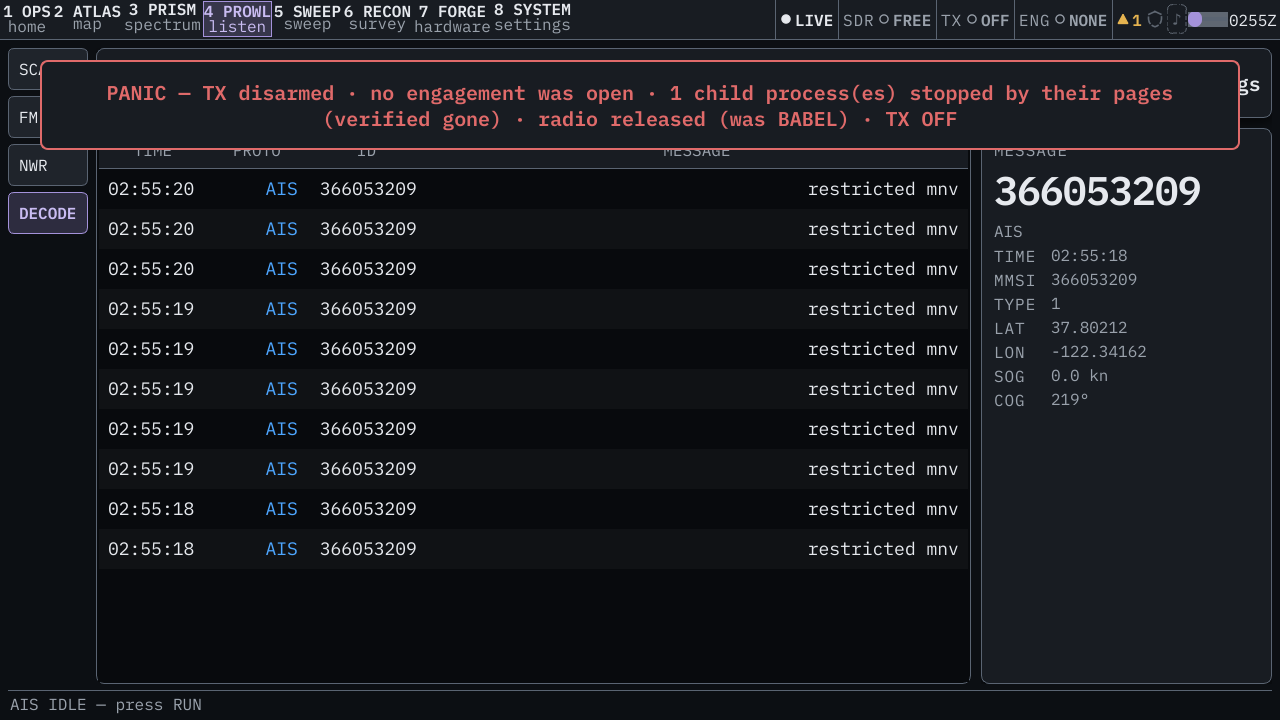 1 OPS 2 ATLAS 3 PRISM 4 PROWL 5 SWEEP 6 RECON 7 FORGE 8 SYSTEM
home map spectrum listen sweep survey hardware settings
LIVE SDR FREE TX OFF ENG NONE 1 0255Z
PANIC — TX disarmed · no engagement was open · 1 child process(es) stopped by their pages
(verified gone) · radio released (was BABEL) · TX OFF
FM
NWR
DECODE
TIME PROTO ID MESSAGE
02:55:20 AIS 366053209 restricted mnv
02:55:20 AIS 366053209 restricted mnv
02:55:20 AIS 366053209 restricted mnv
02:55:19 AIS 366053209 restricted mnv
02:55:19 AIS 366053209 restricted mnv
02:55:19 AIS 366053209 restricted mnv
02:55:19 AIS 366053209 restricted mnv
02:55:19 AIS 366053209 restricted mnv
02:55:18 AIS 366053209 restricted mnv
02:55:18 AIS 366053209 restricted mnv
MESSAGE
366053209
AIS
TIME 02:55:18
MMSI 366053209
TYPE 1
LAT 37.80212
LON -122.34162
SOG 0.0 kn
COG 219°
AIS IDLE — press RUN